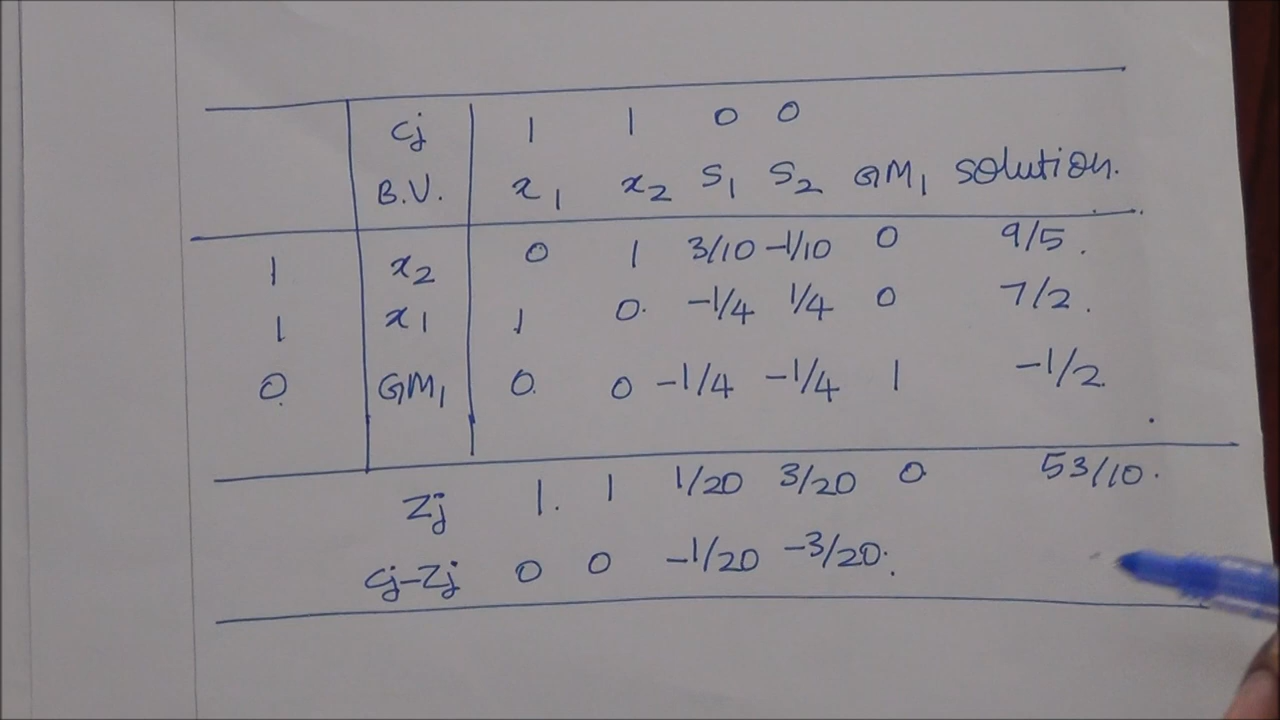 Cj 1 1 0 0
B.V. x1 x2 S1 S2 GM1 solution.
1 x2 0 1 3/10 -1/10 0 9/5.
1 x1 1 0. -1/4 1/4 0 7/2.
0. GM1 0. 0 -1/4 -1/4 1 -1/2.
Zj 1. 1 1/20 3/20 0 53/10.
Cj-Zj 0 0 -1/20 -3/20.